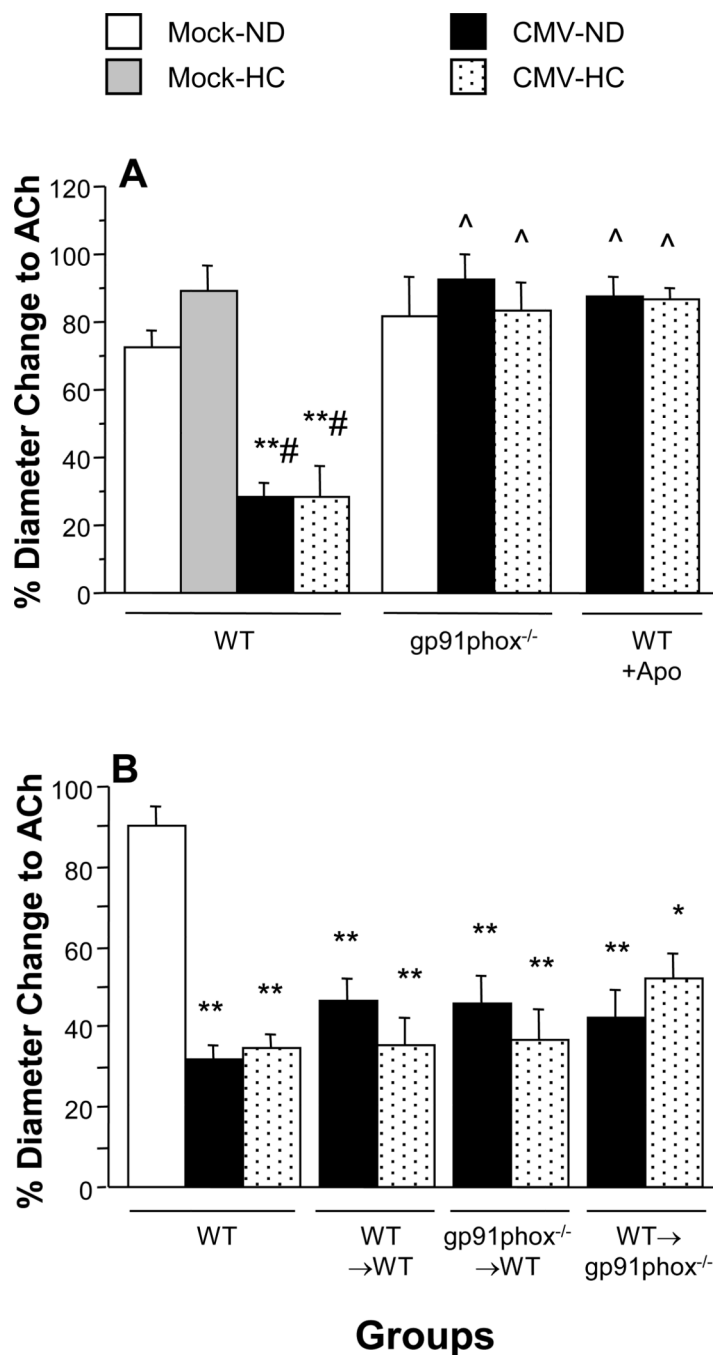 Mock-ND CMV-ND
Mock-HC CMV-HC
A
% Diameter Change to ACh
120
100
80
60
40
20
0
**# **# ^ ^ ^ ^
WT gp91phox-/- WT
+Apo
B
% Diameter Change to ACh
100
80
60
40
20
0
** ** ** ** ** ** ** *
WT WT gp91phox-/- WT→
→WT →WT gp91phox-/-
Groups